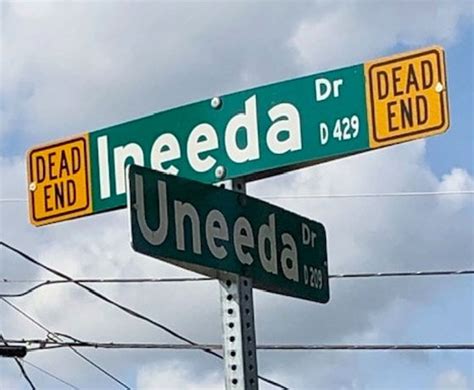 DEAD
END
Ineeda Dr
D 429
DEAD
END
Uneeda Dr
D 209